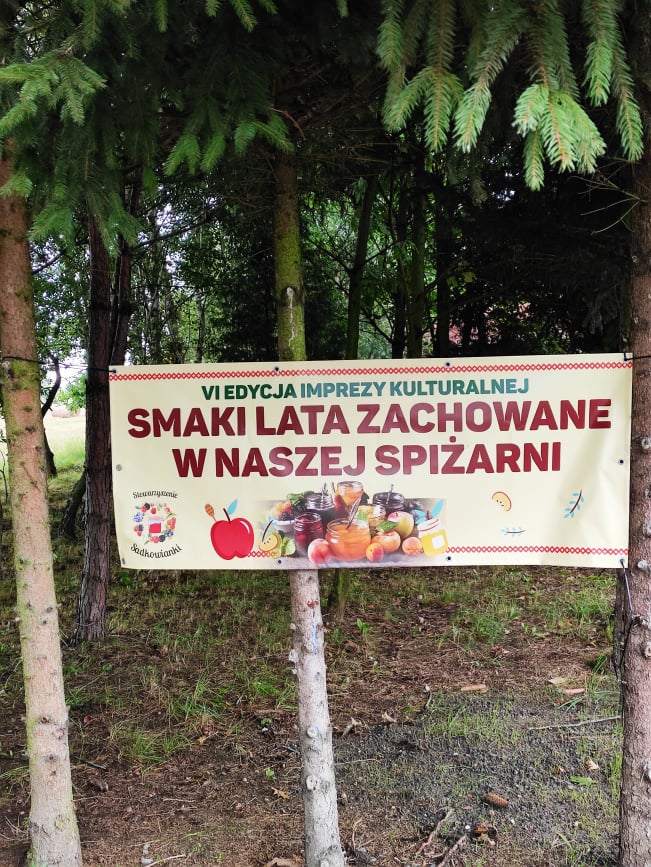 VI EDYCJA IMPREZY KULTURALNEJ
SMAKI LATA ZACHOWANE
W NASZEJ SPIŻARNI
Stowarzyszenie
Sadkowianki